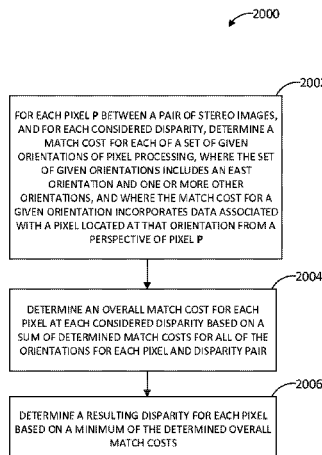 2000
2002
FOR EACH PIXEL P BETWEEN A PAIR OF STEREO IMAGES,
AND FOR EACH CONSIDERED DISPARITY, DETERMINE A
MATCH COST FOR EACH OF A SET OF GIVEN
ORIENTATIONS OF PIXEL PROCESSING, WHERE THE SET
OF GIVEN ORIENTATIONS INCLUDES AN EAST
ORIENTATION AND ONE OR MORE OTHER
ORIENTATIONS, AND WHERE THE MATCH COST FOR A
GIVEN ORIENTATION INCORPORATES DATA ASSOCIATED
WITH A PIXEL LOCATED AT THAT ORIENTATION FROM A
PERSPECTIVE OF PIXEL P
2004
DETERMINE AN OVERALL MATCH COST FOR EACH
PIXEL AT EACH CONSIDERED DISPARITY BASED ON A
SUM OF DETERMINED MATCH COSTS FOR ALL OF THE
ORIENTATIONS FOR EACH PIXEL AND DISPARITY PAIR
2006
DETERMINE A RESULTING DISPARITY FOR EACH PIXEL
BASED ON A MINIMUM OF THE DETERMINED OVERALL
MATCH COSTS